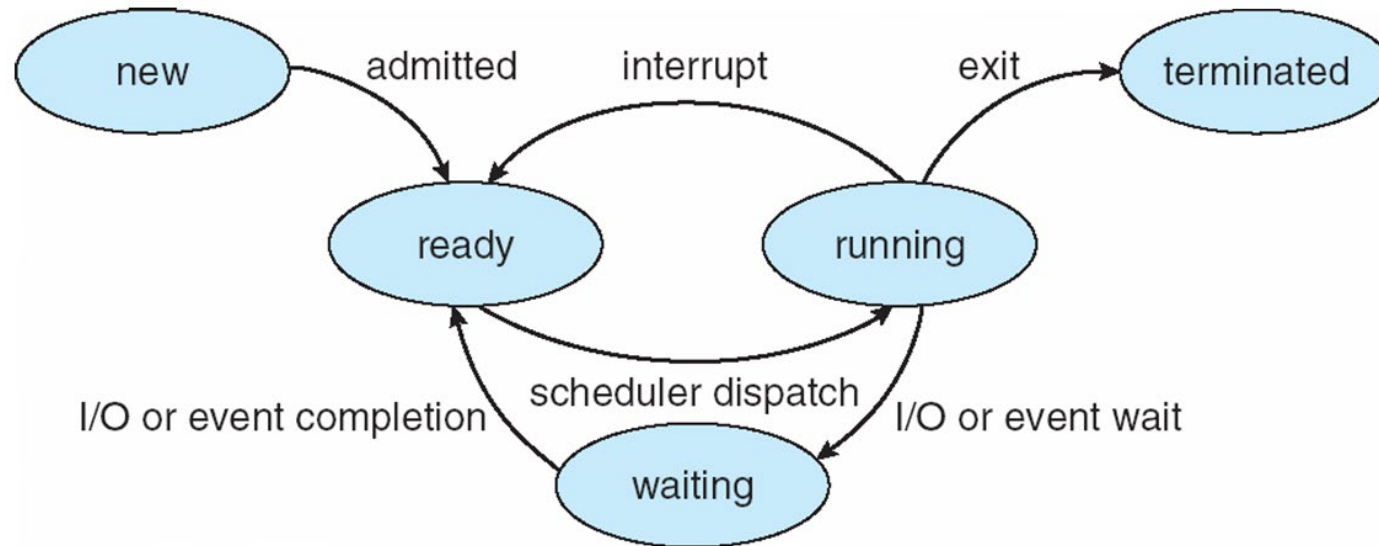 new
admitted
interrupt
exit
terminated
ready
running
scheduler dispatch
I/O or event completion
I/O or event wait
waiting